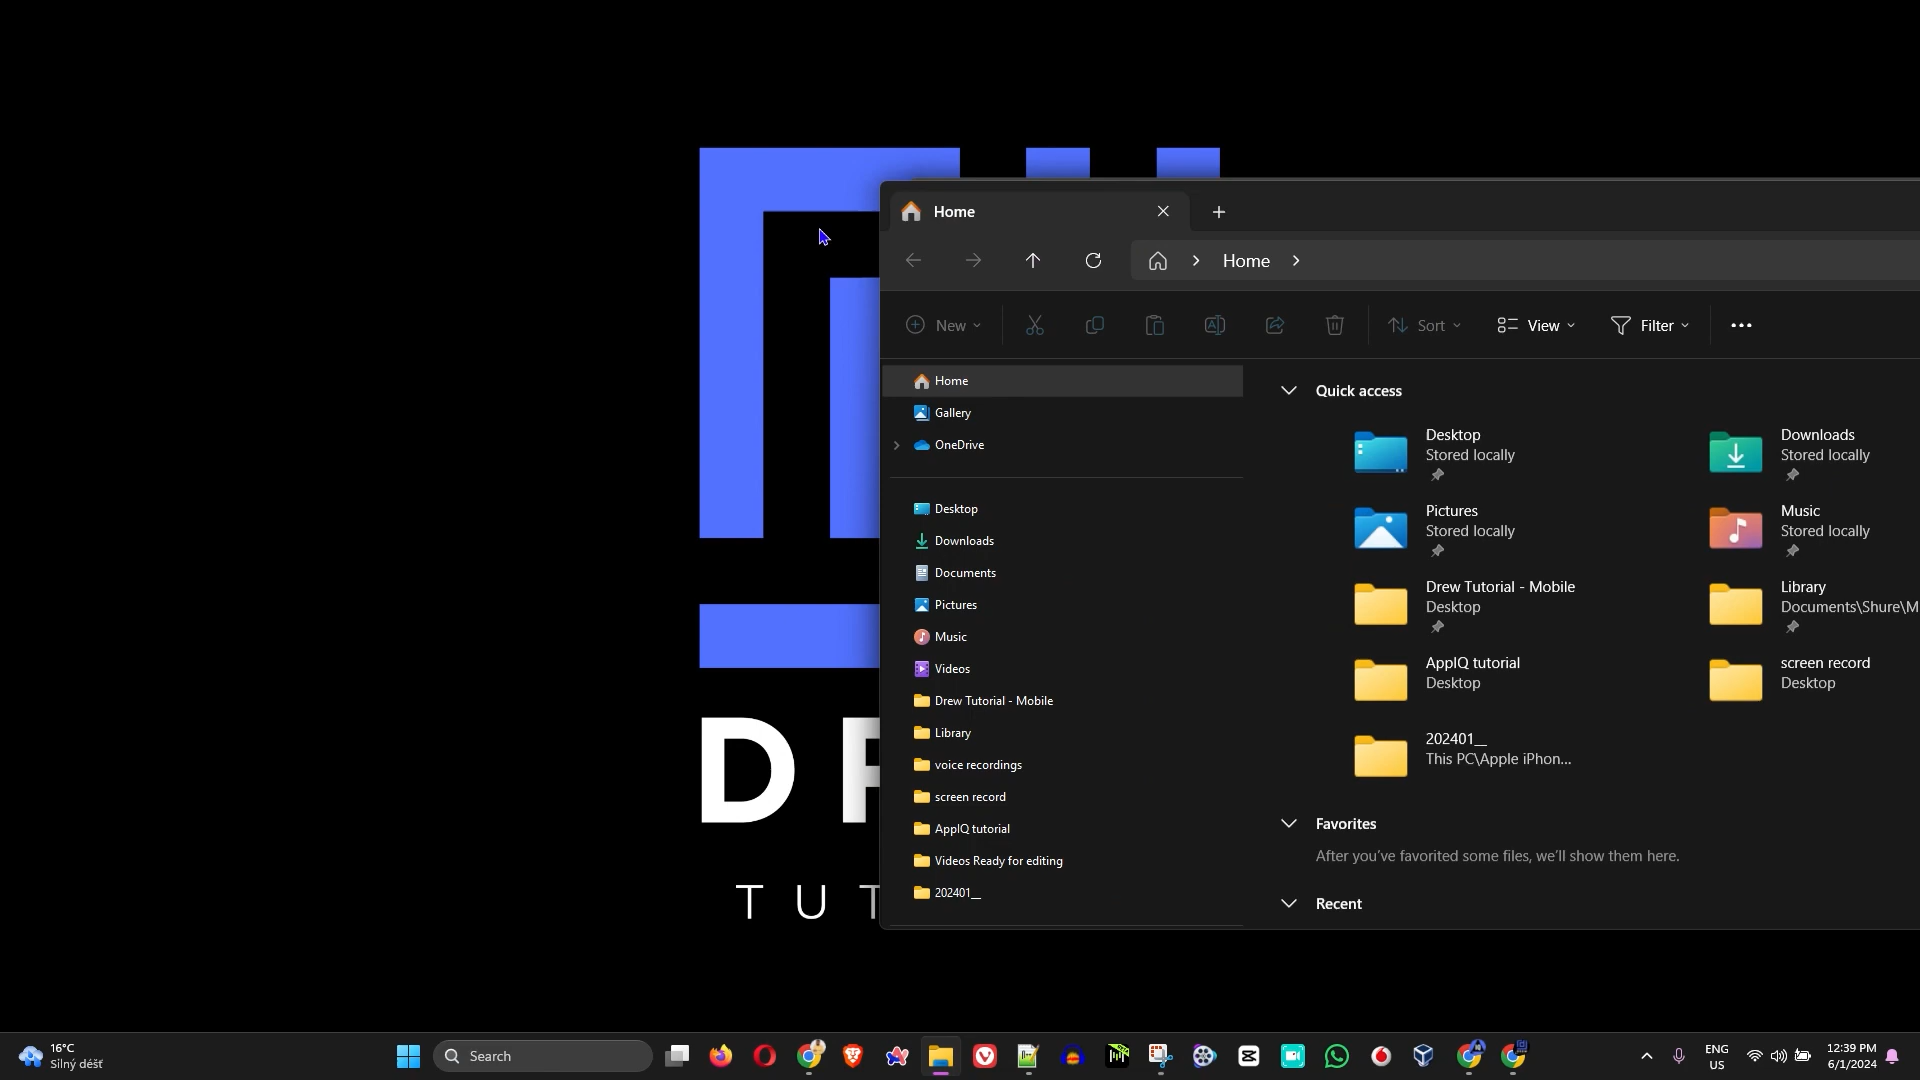 Home
Home
New
Sort
View
Filter
Home
Gallery
OneDrive
Desktop
Downloads
Documents
Pictures
Music
Videos
Drew Tutorial - Mobile
Library
voice recordings
screen record
AppIQ tutorial
Videos Ready for editing
202401__
Quick access
Desktop
Stored locally
Downloads
Stored locally
Pictures
Stored locally
Music
Stored locally
Drew Tutorial - Mobile
Desktop
Library
Documents\Shure\M
AppIQ tutorial
Desktop
screen record
Desktop
202401__
This PC\Apple iPhon...
Favorites
After you've favorited some files, we'll show them here.
Recent
D
TUT
16°C
Silný déšť
Search
ENG
US
12:39 PM
6/1/2024